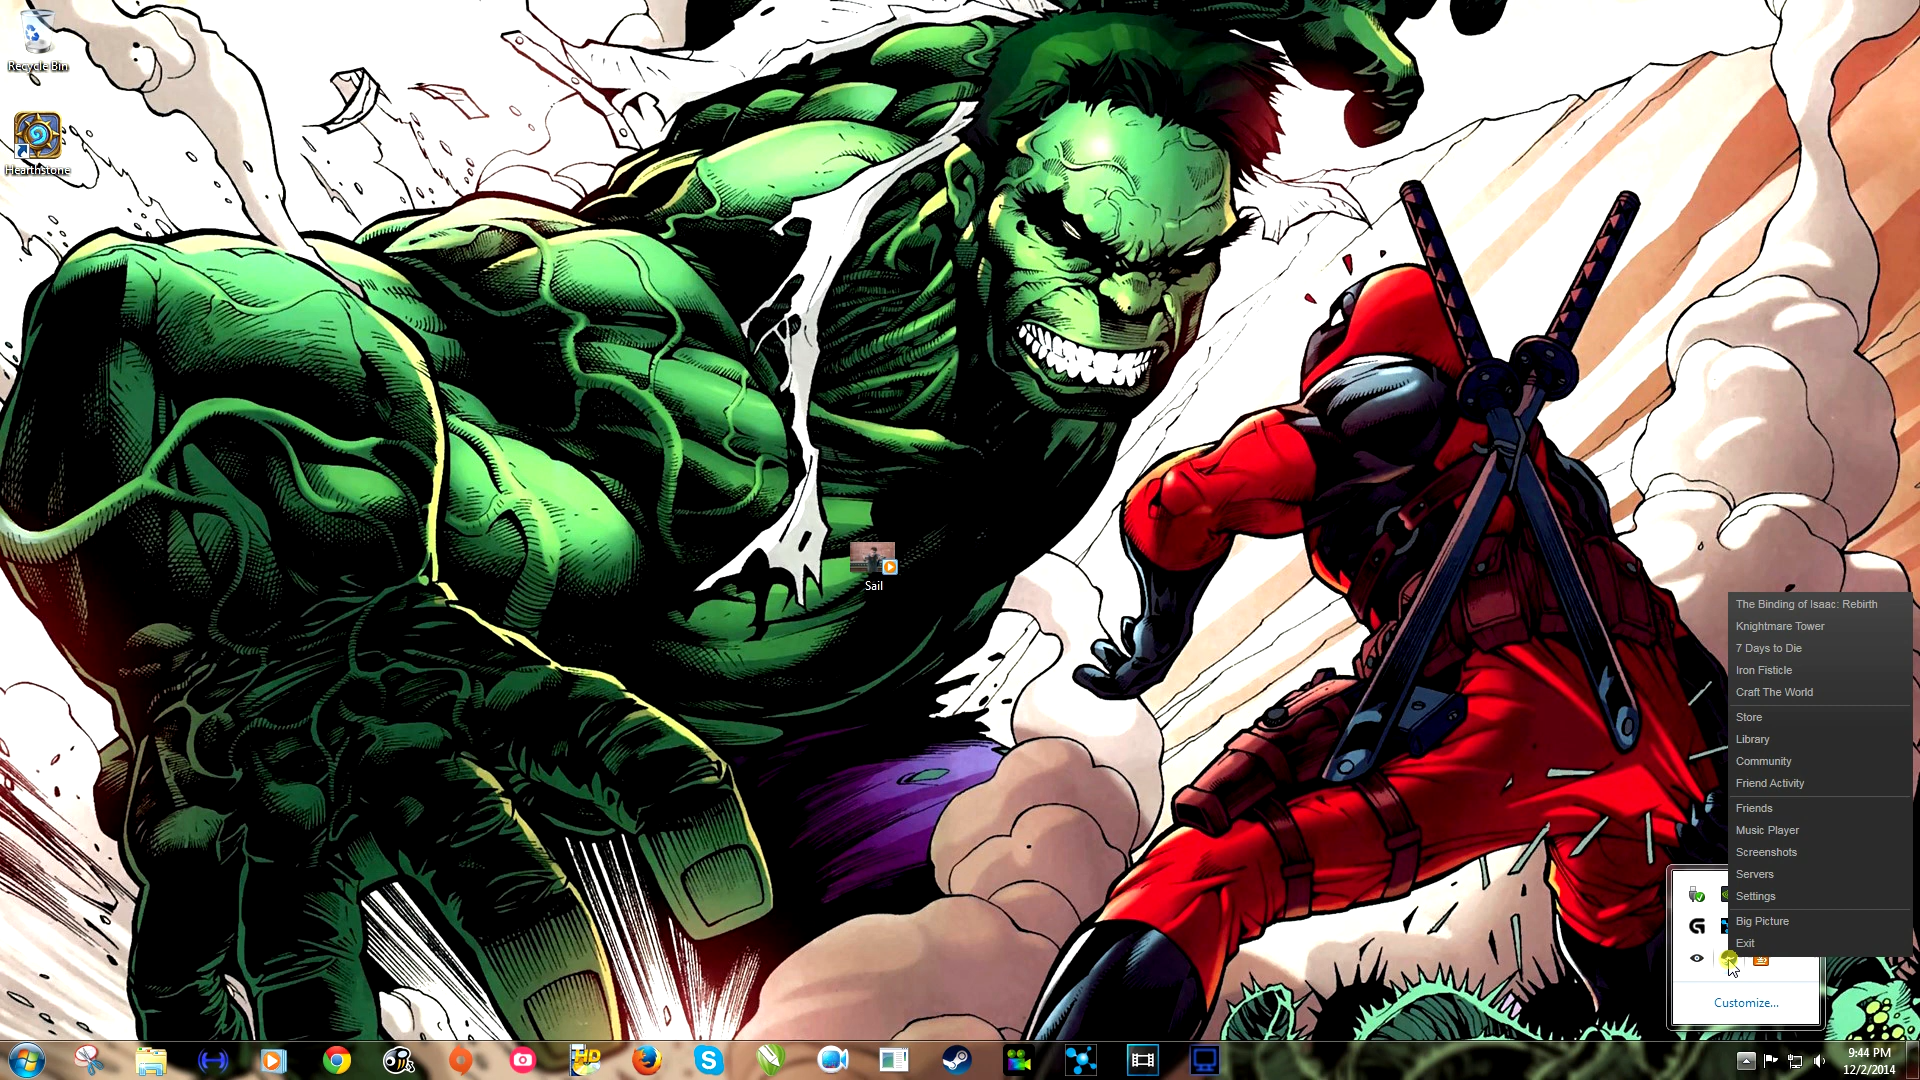 Recycle Bin
Hearthstone
Sail
The Binding of Isaac: Rebirth
Knightmare Tower
7 Days to Die
Iron Fisticle
Craft The World
Store
Library
Community
Friend Activity
Friends
Music Player
Screenshots
Servers
Settings
Big Picture
Exit
Customize...
HD
9:44 PM
12/2/2014